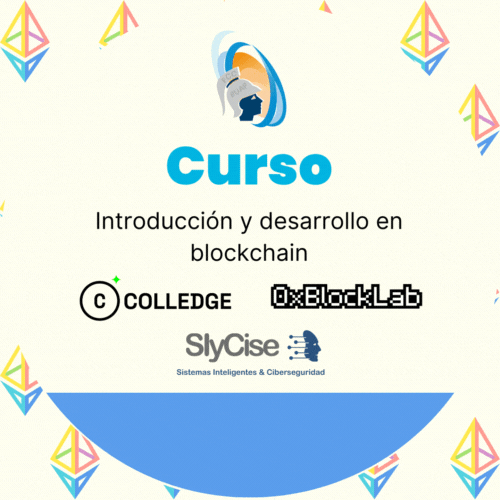 Curso
Introducción y desarrollo en
blockchain
C COLLEDGE
0xBlockLab
SlyCise
Sistemas Inteligentes & Ciberseguridad